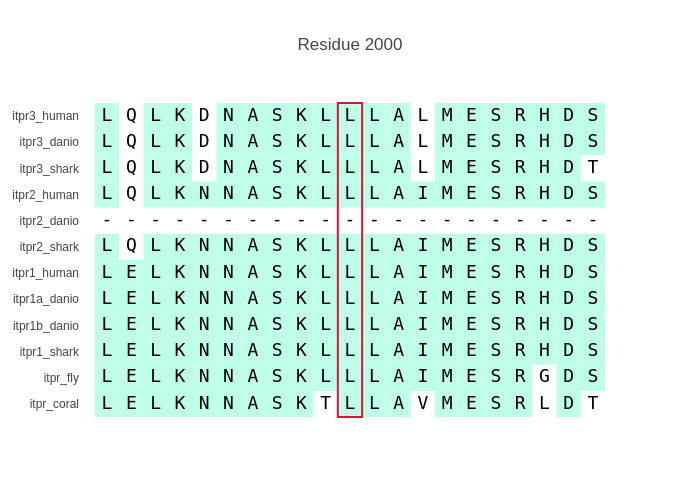 Residue 2000
itpr3_human L Q L K D N A S K L L L A L M E S R H D S
itpr3_danio L Q L K D N A S K L L L A L M E S R H D S
itpr3_shark L Q L K D N A S K L L L A L M E S R H D T
itpr2_human L Q L K N N A S K L L L A I M E S R H D S
itpr2_danio - - - - - - - - - - - - - - - - - - - - -
itpr2_shark L Q L K N N A S K L L L A I M E S R H D S
itpr1_human L E L K N N A S K L L L A I M E S R H D S
itpr1a_danio L E L K N N A S K L L L A I M E S R H D S
itpr1b_danio L E L K N N A S K L L L A I M E S R H D S
itpr1_shark L E L K N N A S K L L L A I M E S R H D S
itpr_fly L E L K N N A S K L L L A I M E S R G D S
itpr_coral L E L K N N A S K T L L A V M E S R L D T